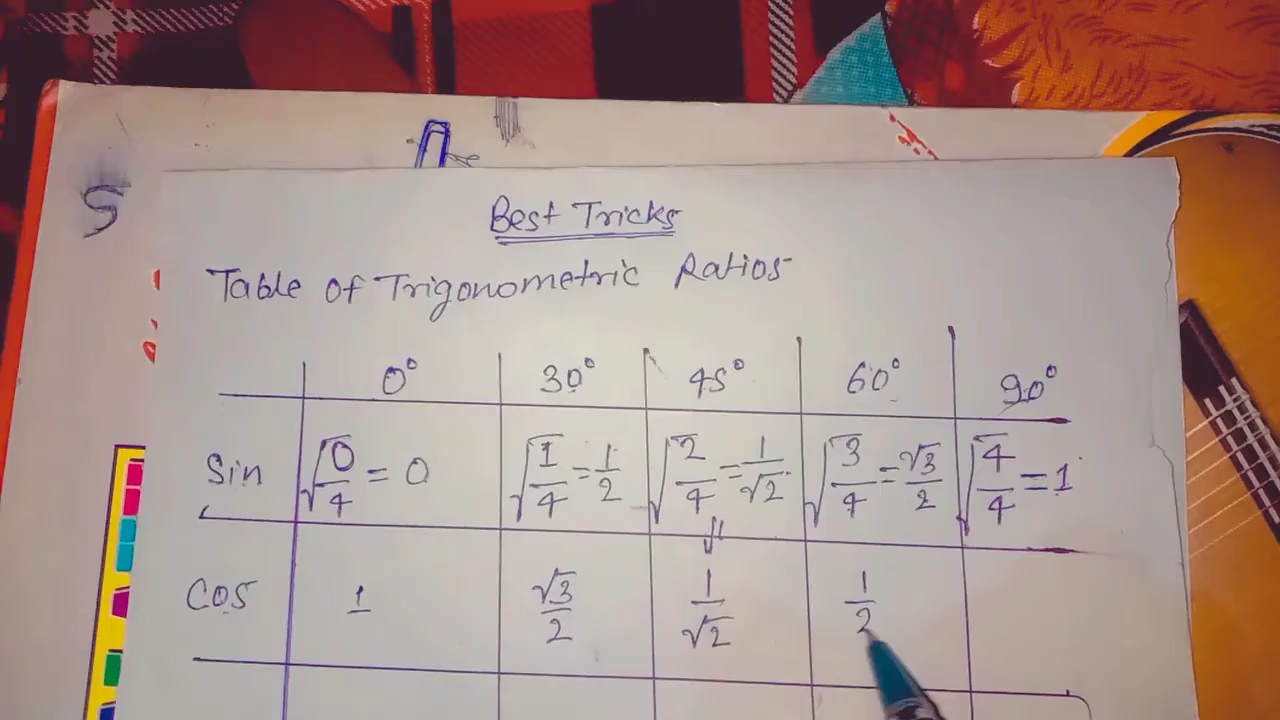 S
Best Tricks
Table of Trigonometric Ratios
0° 30° 45° 60° 90°
Sin √0/4 = 0 √1/4 = 1/2 √2/4 = 1/√2 √3/4 = √3/2 √4/4 = 1
Cos 1 √3/2 1/√2 1/2